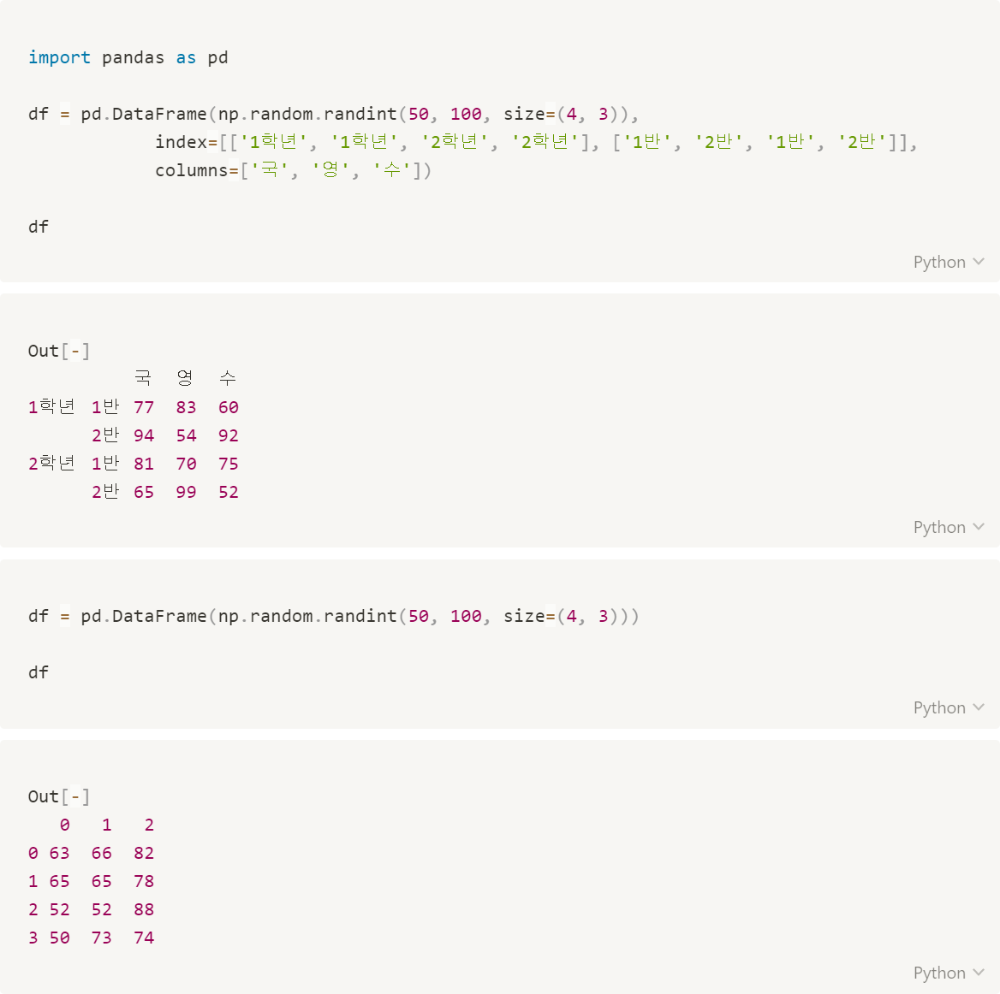 import pandas as pd
df = pd.DataFrame(np.random.randint(50, 100, size=(4, 3)),
index=[['1학년', '1학년', '2학년', '2학년'], ['1반', '2반', '1반', '2반']],
columns=['국', '영', '수'])
df
Python
Out[-]
국 영 수
1학년 1반 77 83 60
2반 94 54 92
2학년 1반 81 70 75
2반 65 99 52
Python
df = pd.DataFrame(np.random.randint(50, 100, size=(4, 3)))
df
Python
Out[-]
0 1 2
0 63 66 82
1 65 65 78
2 52 52 88
3 50 73 74
Python